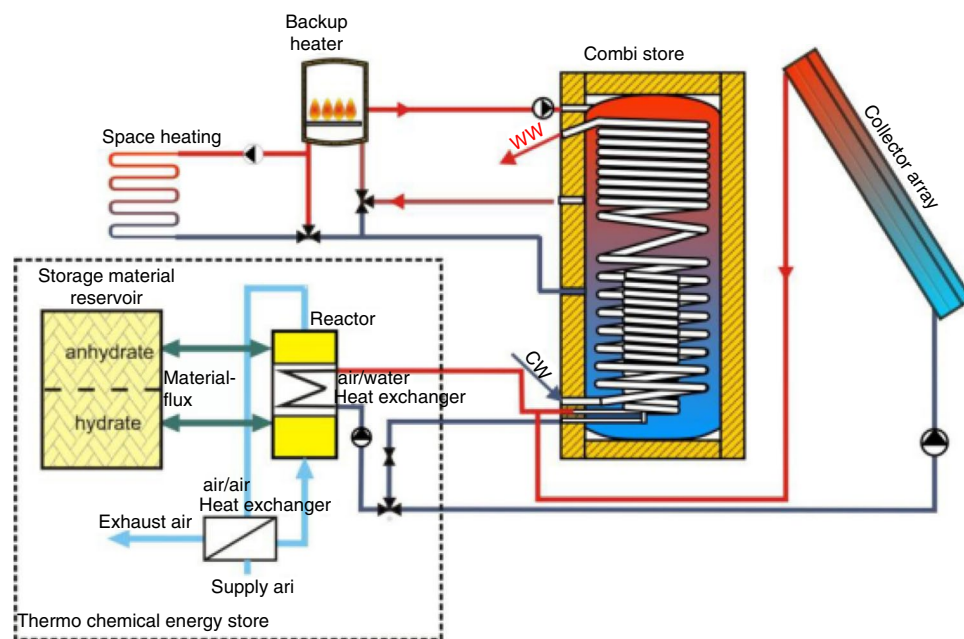 Backup
heater
Combi store
Space heating
WW
Collector array
Storage material
reservoir
Reactor
anhydrate
Material-
flux
hydrate
air/water
Heat exchanger
CW
air/air
Heat exchanger
Exhaust air
Supply ari
Thermo chemical energy store